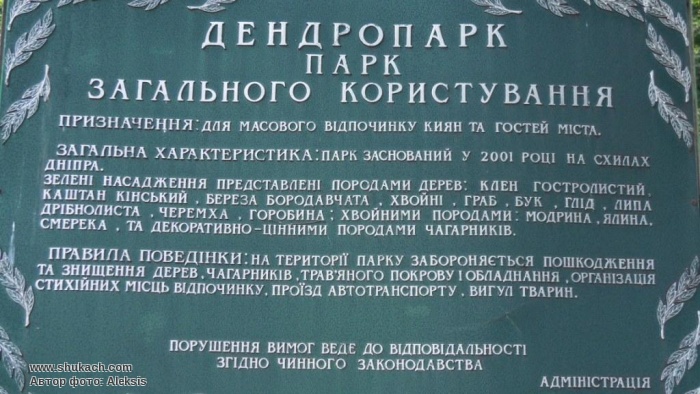 ДЕНДРОПАРК
ПАРК
ЗАГАЛЬНОГО КОРИСТУВАННЯ
ПРИЗНАЧЕННЯ: ДЛЯ МАСОВОГО ВІДПОЧИНКУ КИЯН ТА ГОСТЕЙ МІСТА.
ЗАГАЛЬНА ХАРАКТЕРИСТИКА: ПАРК ЗАСНОВАНИЙ У 2001 РОЦІ НА СХИЛАХ
ДНІПРА.
ЗЕЛЕНІ НАСАДЖЕННЯ ПРЕДСТАВЛЕНІ ПОРОДАМИ ДЕРЕВ: КЛЕН ГОСТРОЛИСТИЙ,
КАШТАН КІНСЬКИЙ , БЕРЕЗА БОРОДАВЧАТА , ХВОЙНІ , ГРАБ , БУК , ГЛІД , ЛИПА
ДРІБНОЛИСТА , ЧЕРЕМХА , ГОРОБИНА ; ХВОЙНИМИ ПОРОДАМИ: МОДРИНА , ЯЛИНА,
СМЕРЕКА , ТА ДЕКОРАТИВНО-ЦІННИМИ ПОРОДАМИ ЧАГАРНИКІВ.
ПРАВИЛА ПОВЕДІНКИ: НА ТЕРИТОРІЇ ПАРКУ ЗАБОРОНЯЄТЬСЯ ПОШКОДЖЕННЯ
ТА ЗНИЩЕННЯ ДЕРЕВ , ЧАГАРНИКІВ , ТРАВ'ЯНОГО ПОКРОВУ І ОБЛАДНАННЯ , ОРГАНІЗАЦІЯ
СТИХІЙНИХ МІСЦЬ ВІДПОЧИНКУ, ПРОЇЗД АВТОТРАНСПОРТУ , ВИГУЛ ТВАРИН.
ПОРУШЕННЯ ВИМОГ ВЕДЕ ДО ВІДПОВІДАЛЬНОСТІ
ЗГІДНО ЧИННОГО ЗАКОНОДАВСТВА
АДМІНІСТРАЦІЯ
www.shukach.com
Автор фото: Aleksis